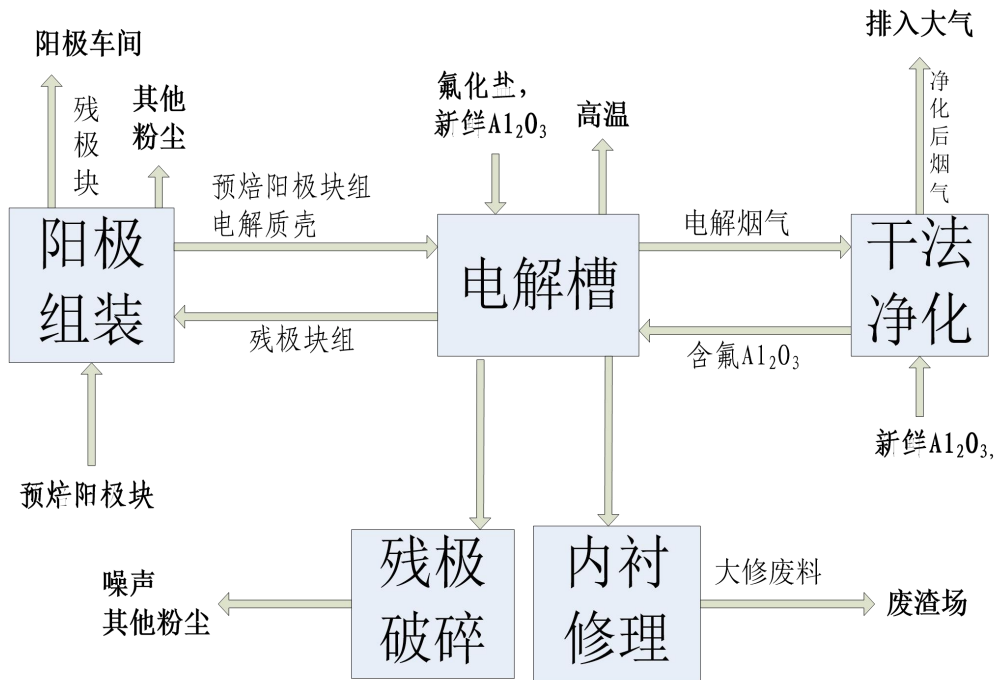 排入大气
阳极车间
净化后烟气
氟化盐，
新鲜Al₂O₃
残极块
其他
粉尘
高温
预焙阳极块组
电解质壳
电解烟气
阳极
组装
电解槽
干法
净化
残极块组
含氟Al₂O₃
新鲜Al₂O₃,
预焙阳极块
残极
破碎
内衬
修理
大修废料
噪声
其他粉尘
废渣场